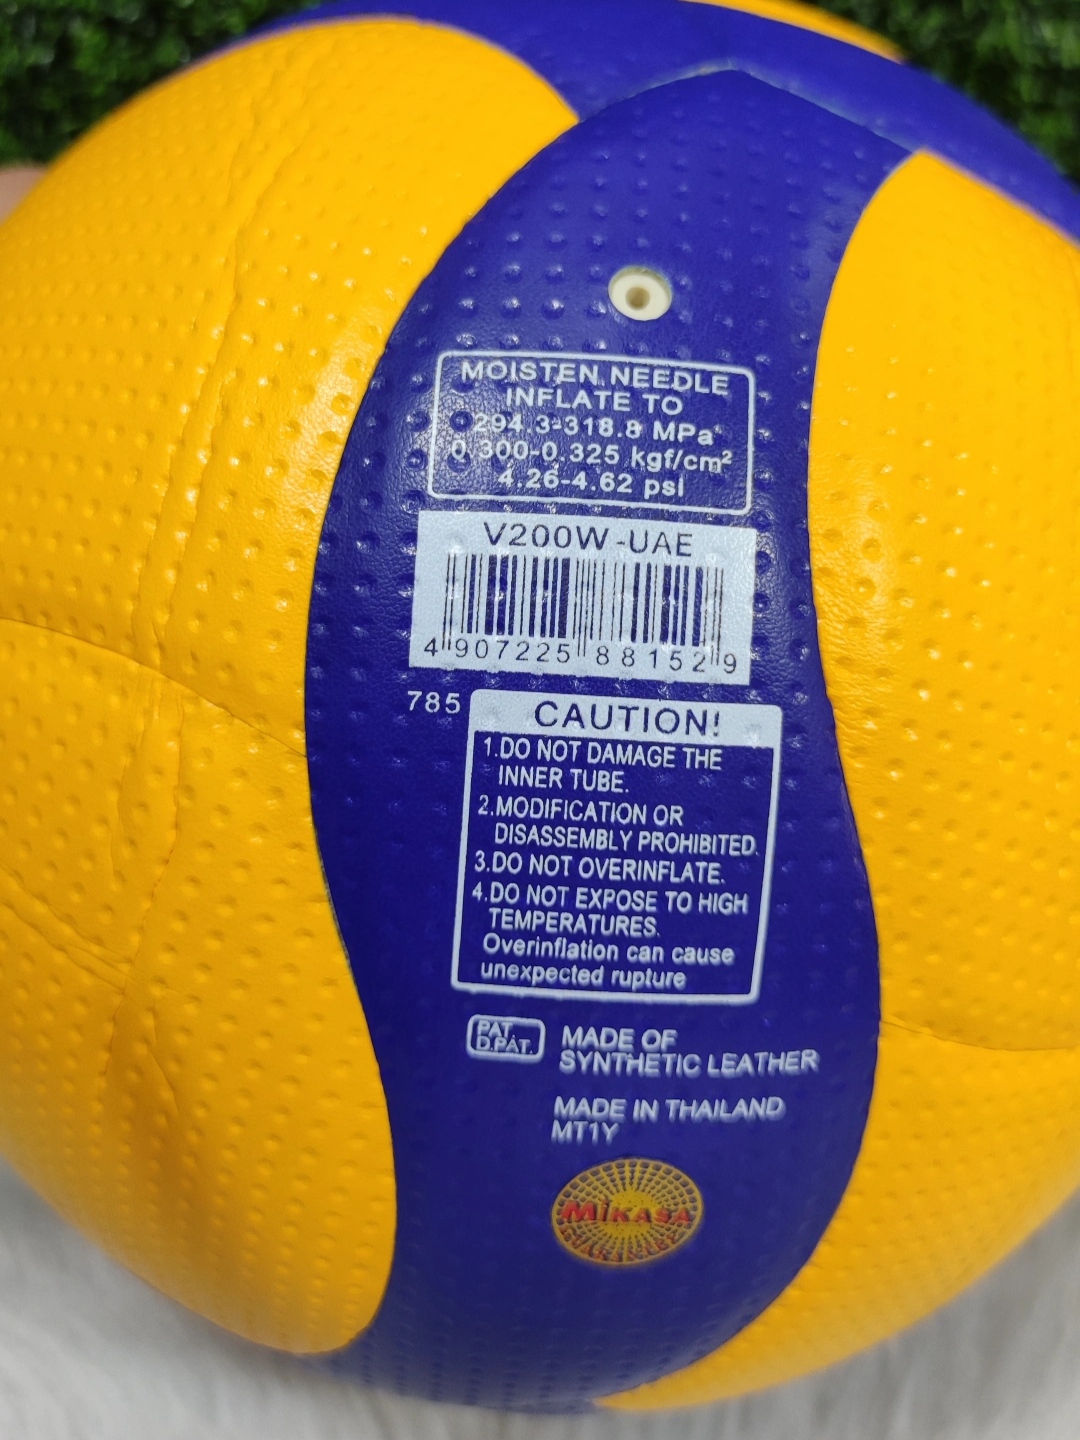 MOISTEN NEEDLE
INFLATE TO
294.3-318.8 MPa
0.300-0.325 kgf/cm²
4.26-4.62 psi
V200W-UAE
4 907225 881529
785
CAUTION!
1.DO NOT DAMAGE THE
INNER TUBE.
2.MODIFICATION OR
DISASSEMBLY PROHIBITED.
3.DO NOT OVERINFLATE.
4.DO NOT EXPOSE TO HIGH
TEMPERATURES.
Overinflation can cause
unexpected rupture
PAT.
D.PAT.
MADE OF
SYNTHETIC LEATHER
MADE IN THAILAND
MT1Y
MIKASA